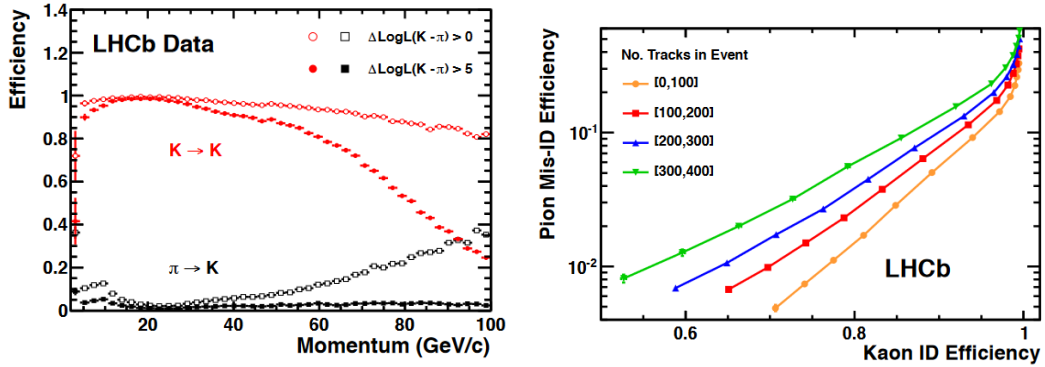 LHCb Data
ΔLogL(K - π) > 0
ΔLogL(K - π) > 5
K → K
π → K
Efficiency
1.4
1.2
1
0.8
0.6
0.4
0.2
0
20
40
60
80
100
Momentum (GeV/c)
No. Tracks in Event
[0,100]
[100,200]
[200,300]
[300,400]
LHCb
Pion Mis-ID Efficiency
10⁻¹
10⁻²
0.6
0.8
1
Kaon ID Efficiency